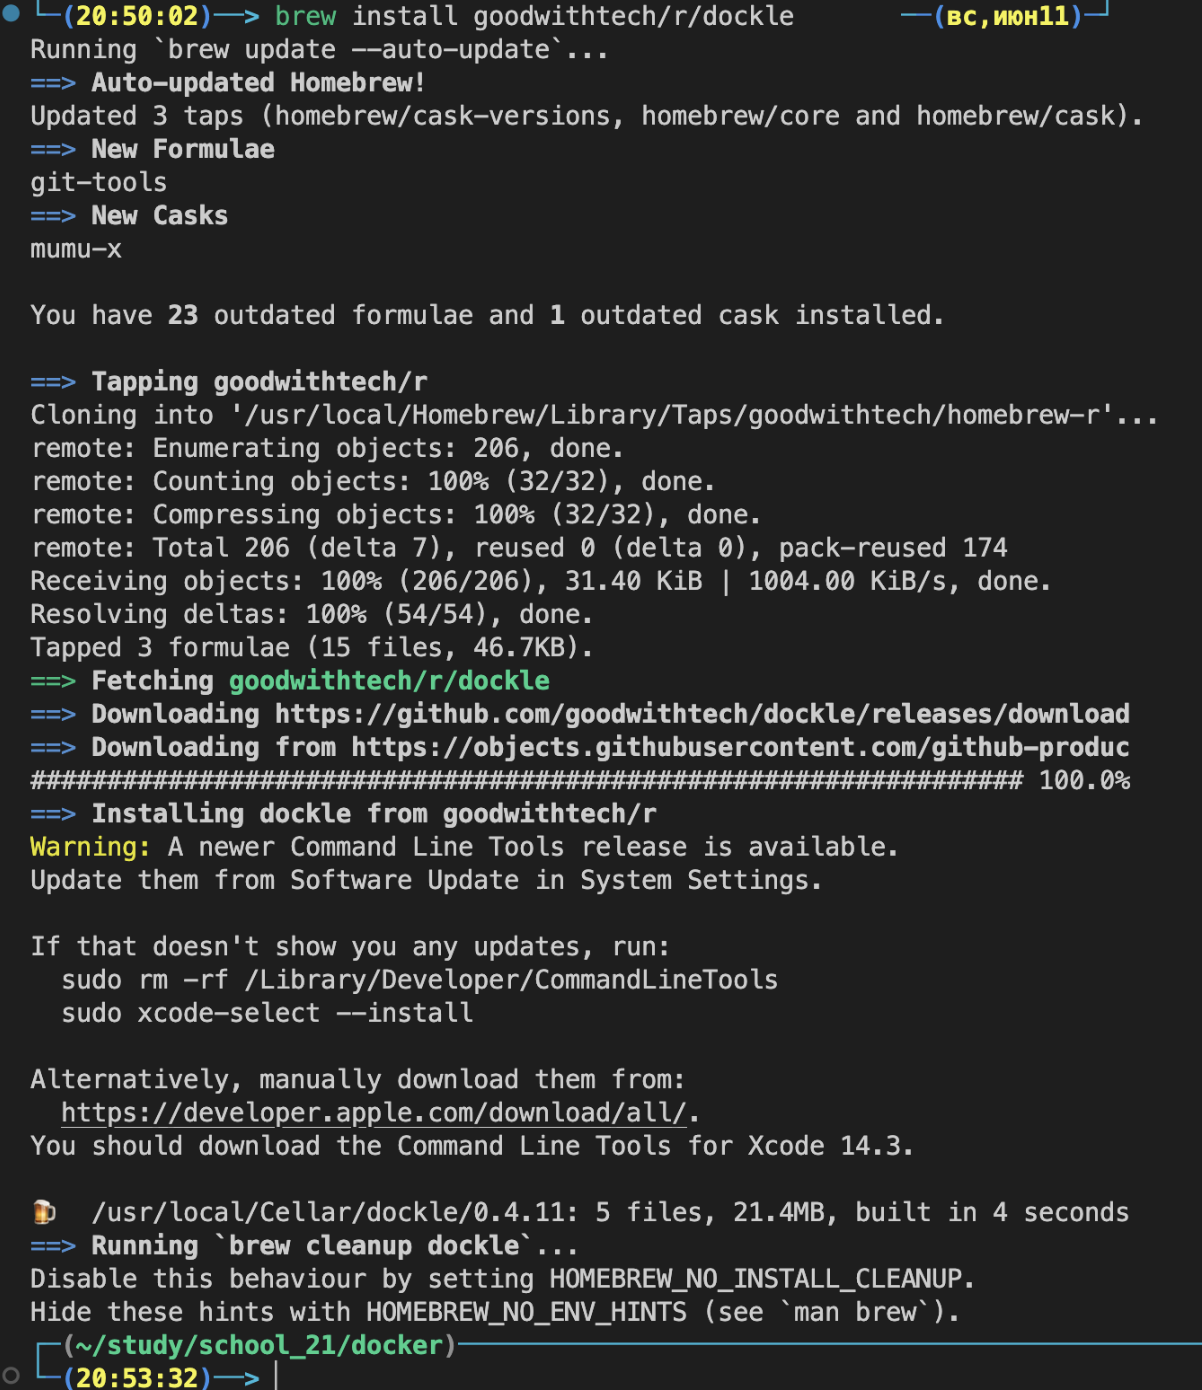 (20:50:02)——> brew install goodwithtech/r/dockle ——(вс,июн11)—
Running `brew update --auto-update`...
==> Auto-updated Homebrew!
Updated 3 taps (homebrew/cask-versions, homebrew/core and homebrew/cask).
==> New Formulae
git-tools
==> New Casks
mumu-x
You have 23 outdated formulae and 1 outdated cask installed.
==> Tapping goodwithtech/r
Cloning into '/usr/local/Homebrew/Library/Taps/goodwithtech/homebrew-r'...
remote: Enumerating objects: 206, done.
remote: Counting objects: 100% (32/32), done.
remote: Compressing objects: 100% (32/32), done.
remote: Total 206 (delta 7), reused 0 (delta 0), pack-reused 174
Receiving objects: 100% (206/206), 31.40 KiB | 1004.00 KiB/s, done.
Resolving deltas: 100% (54/54), done.
Tapped 3 formulae (15 files, 46.7KB).
==> Fetching goodwithtech/r/dockle
==> Downloading https://github.com/goodwithtech/dockle/releases/download
==> Downloading from https://objects.githubusercontent.com/github-produc
################################################################# 100.0%
==> Installing dockle from goodwithtech/r
Warning: A newer Command Line Tools release is available.
Update them from Software Update in System Settings.
If that doesn't show you any updates, run:
sudo rm -rf /Library/Developer/CommandLineTools
sudo xcode-select --install
Alternatively, manually download them from:
https://developer.apple.com/download/all/.
You should download the Command Line Tools for Xcode 14.3.
🍺 /usr/local/Cellar/dockle/0.4.11: 5 files, 21.4MB, built in 4 seconds
==> Running `brew cleanup dockle`...
Disable this behaviour by setting HOMEBREW_NO_INSTALL_CLEANUP.
Hide these hints with HOMEBREW_NO_ENV_HINTS (see `man brew`).
(~/study/school_21/docker)
(20:53:32)——>